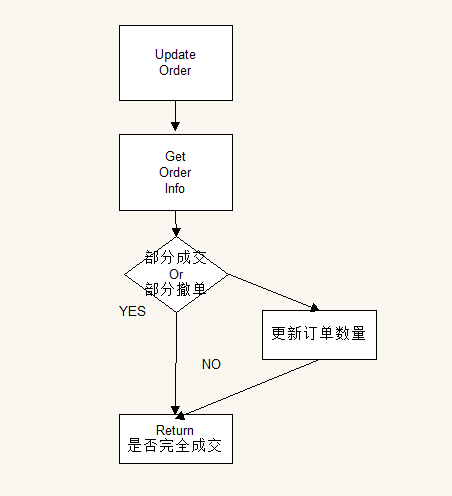 Update
Order
Get
Order
Info
部分成交
Or
部分撤单
YES
更新订单数量
NO
Return
是否完全成交